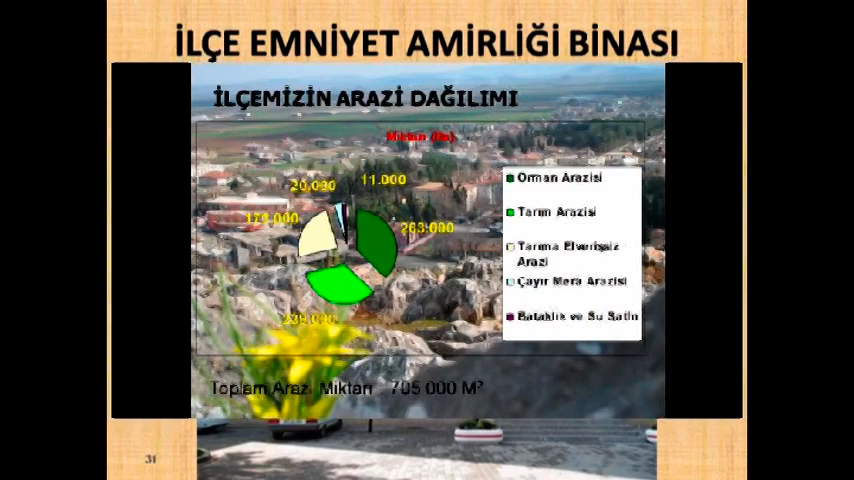 İLÇE EMNİYET AMİRLİĞİ BİNASI
İLÇEMİZİN ARAZİ DAĞILIMI
Miktarı (Ha)
20.000
11.000
263.000
Orman Arazisi
Tarım Arazisi
Tarıma Elverişsiz
Arazi
Çayır Mera Arazisi
Bataklık ve Su Satıh
Toplam Arazi Miktarı 705 000 M²
31